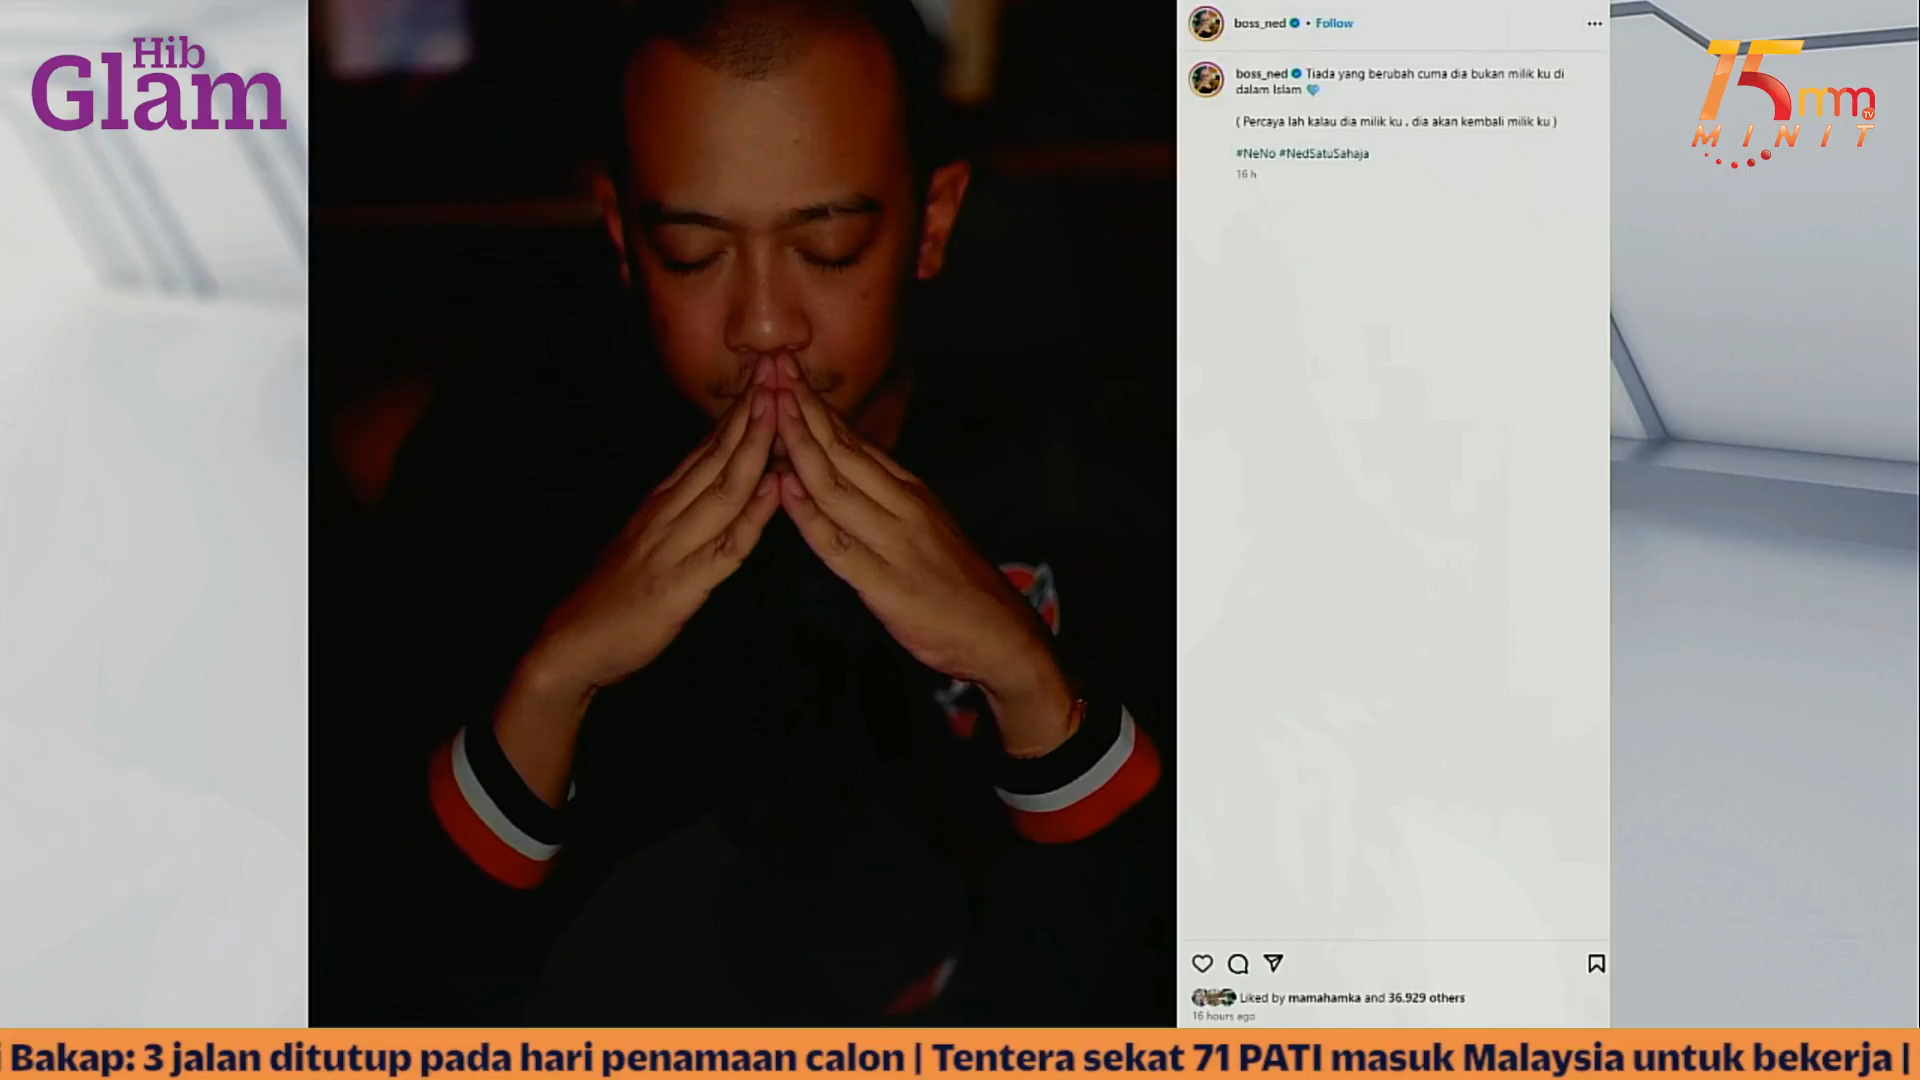 Hib
Glam
boss_ned • Follow
boss_ned Tiada yang berubah cuma dia bukan milik ku di
dalam Islam 🩵
( Percaya lah kalau dia milik ku , dia akan kembali milik ku )
#NeNo #NedSatuSahaja
16 h
15 mm TV
MINIT
Liked by mamahamka and 36.929 others
16 hours ago
i Bakap: 3 jalan ditutup pada hari penamaan calon | Tentera sekat 71 PATI masuk Malaysia untuk bekerja |